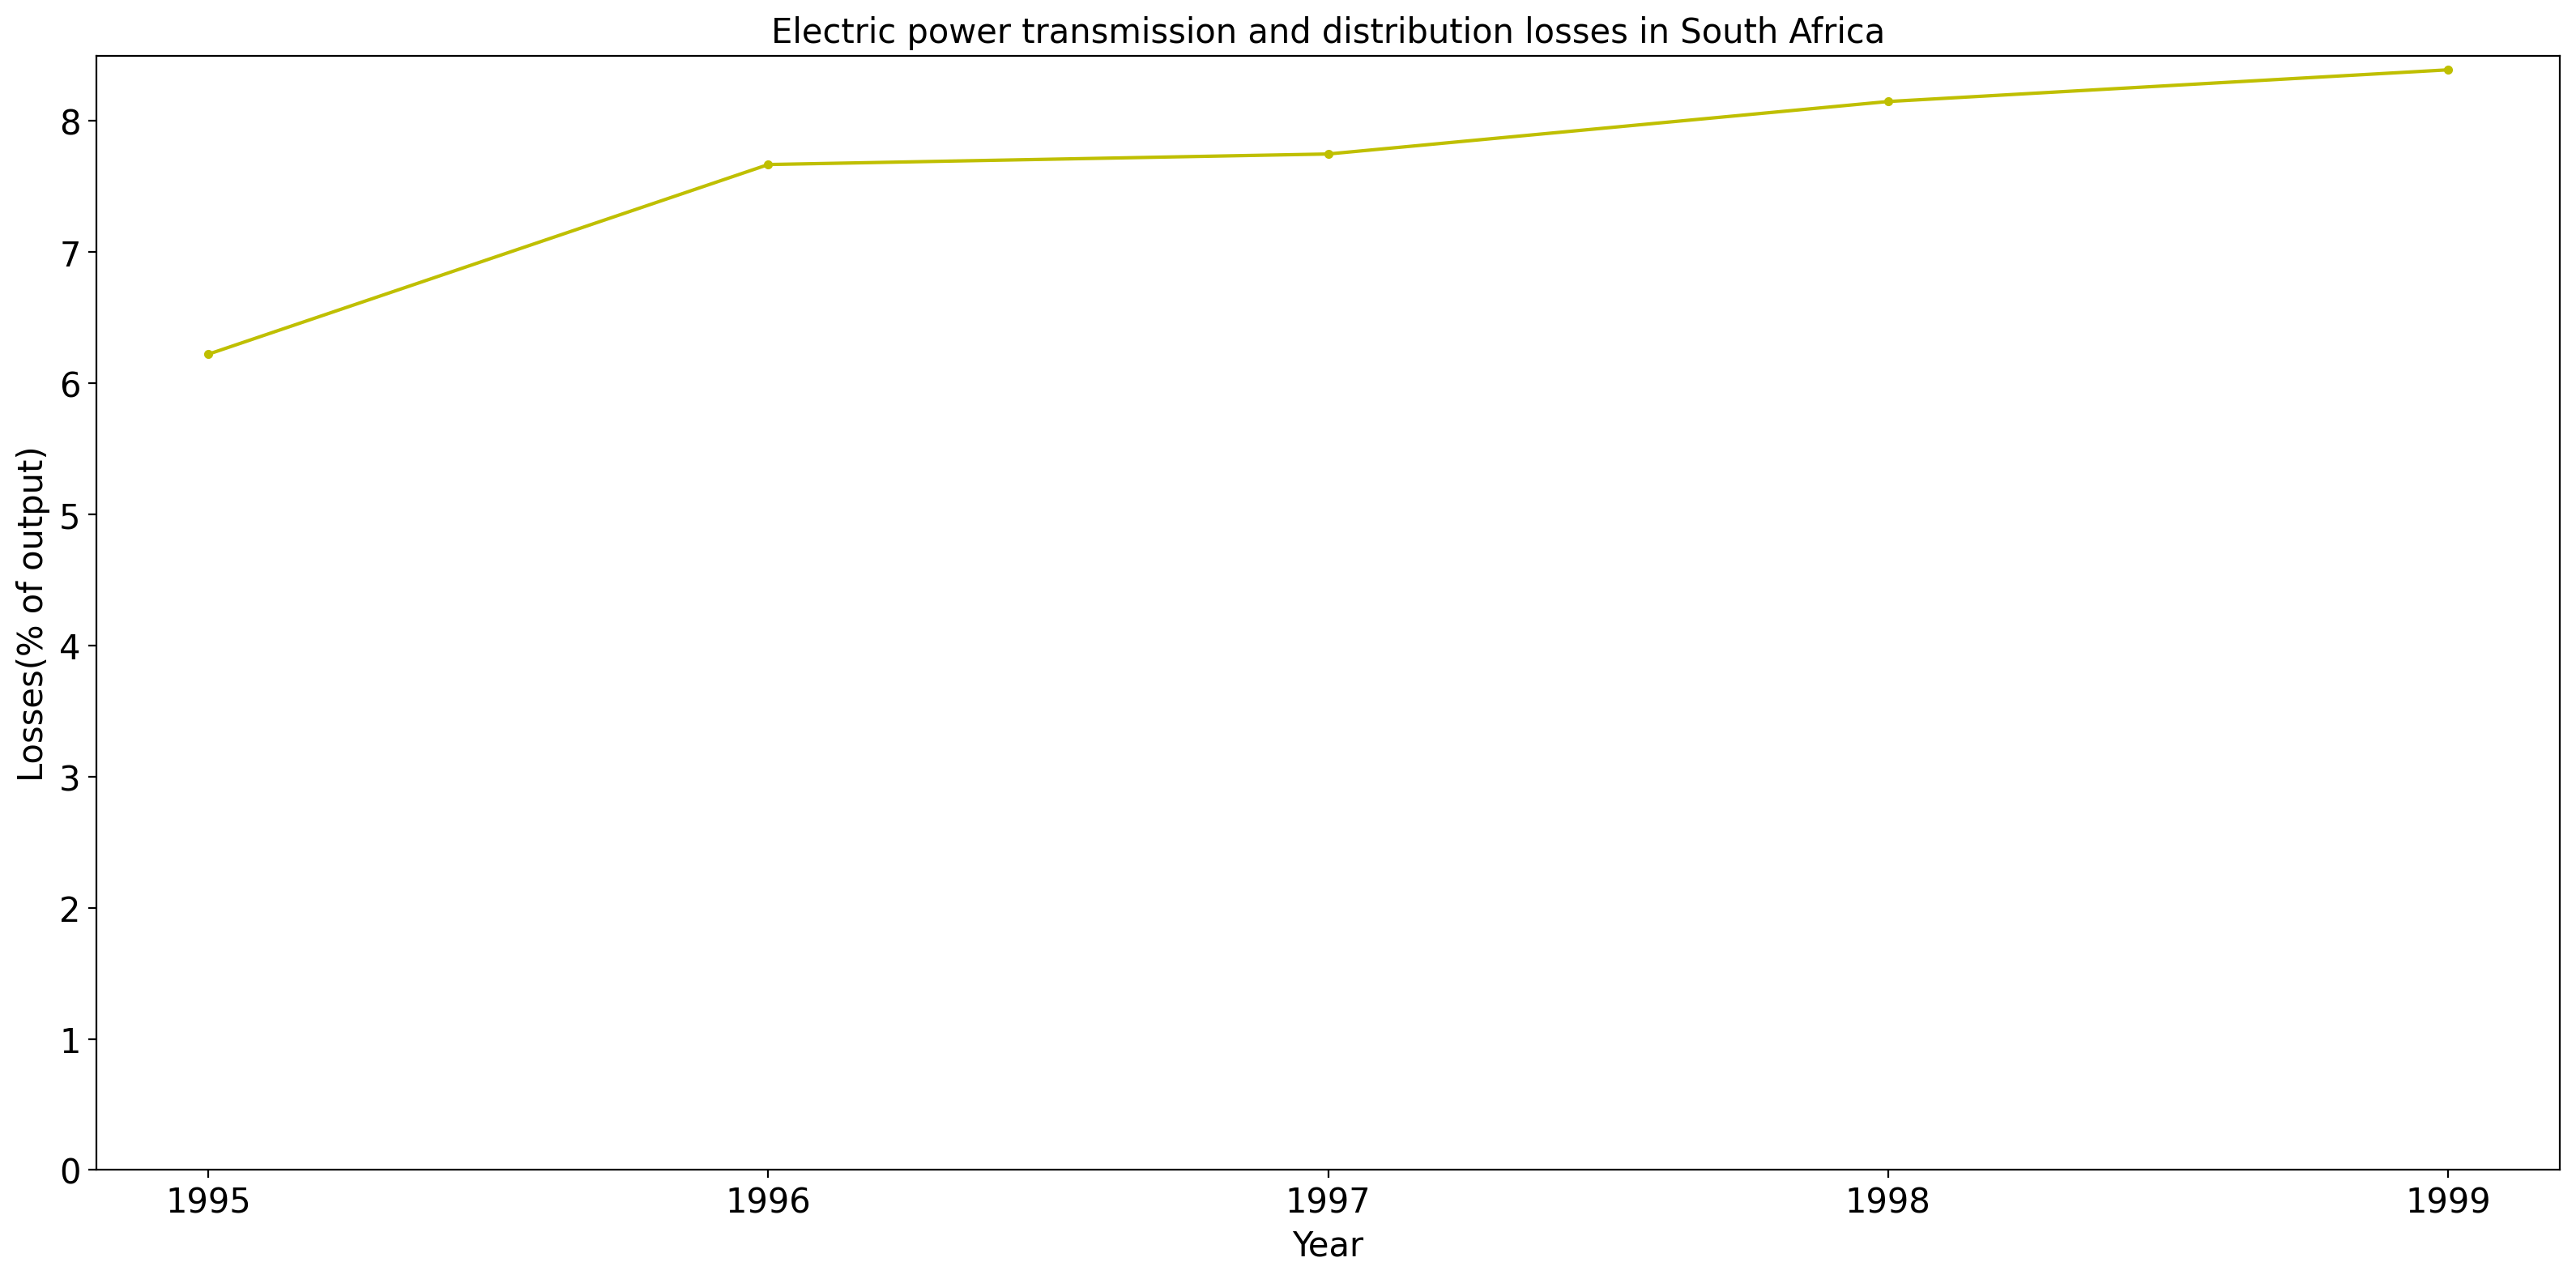 Electric power transmission and distribution losses in South Africa
Losses(% of output)
8
7
6
5
4
3
2
1
0
1995 1996 1997 1998 1999
Year